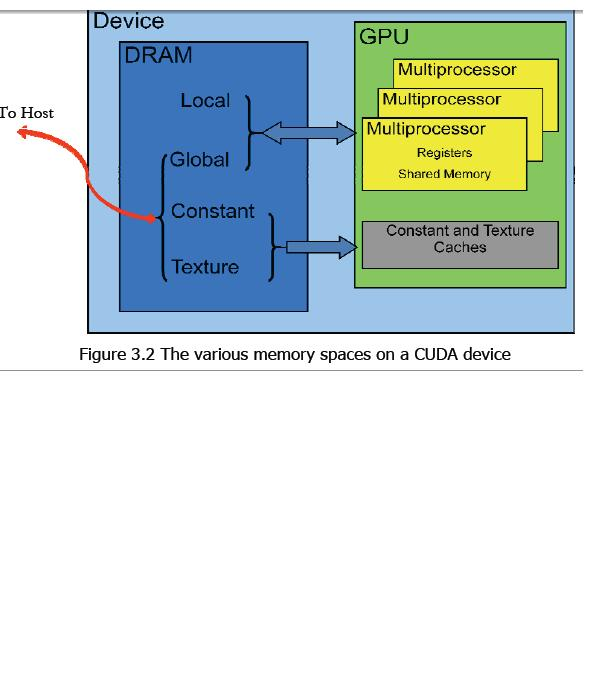 Device
GPU
DRAM
Multiprocessor
Local
Multiprocessor
To Host
Multiprocessor
Registers
Global
Shared Memory
Constant
Constant and Texture
Caches
Texture
Figure 3.2 The various memory spaces on a CUDA device